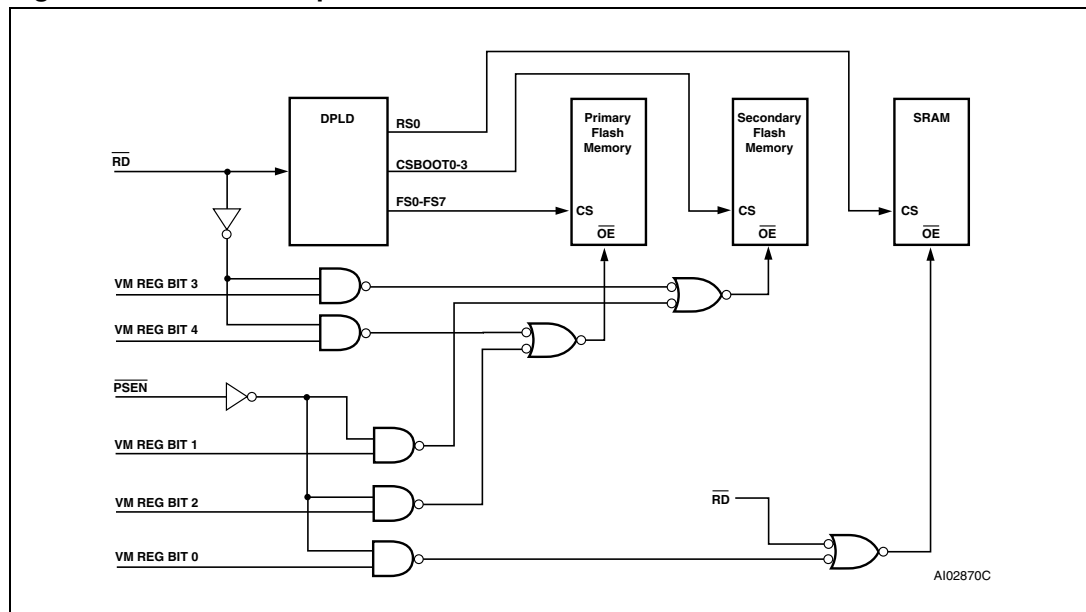 DPLD
RS0
CSBOOT0-3
FS0-FS7
Primary
Flash
Memory
CS
OE
Secondary
Flash
Memory
CS
OE
SRAM
CS
OE
RD
VM REG BIT 3
VM REG BIT 4
PSEN
VM REG BIT 1
VM REG BIT 2
VM REG BIT 0
RD
AI02870C